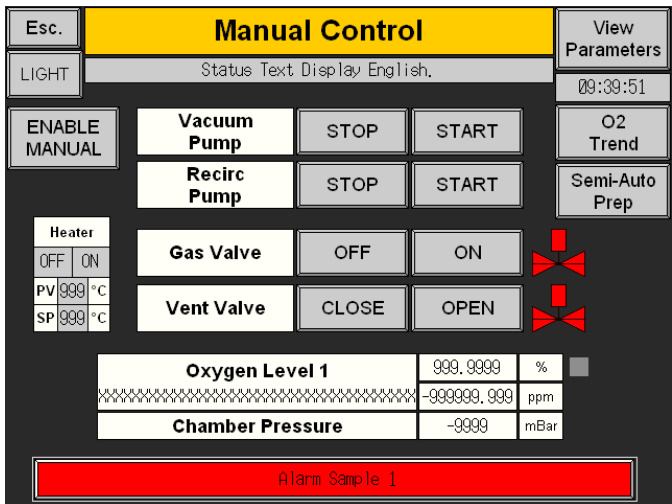 Esc.
Manual Control
View
Parameters
LIGHT
Status Text Display English.
09:39:51
ENABLE
MANUAL
Vacuum
Pump
STOP
START
O2
Trend
Recirc
Pump
STOP
START
Semi-Auto
Prep
Heater
OFF ON
PV 999 °C
SP 999 °C
Gas Valve
OFF
ON
Vent Valve
CLOSE
OPEN
Oxygen Level 1
999.9999
%
XXXXXXXXXXXXXXXXXXXXXXXXXXXXXXXXXXXXXXXX
-999999.999
ppm
Chamber Pressure
-9999
mBar
Alarm Sample 1